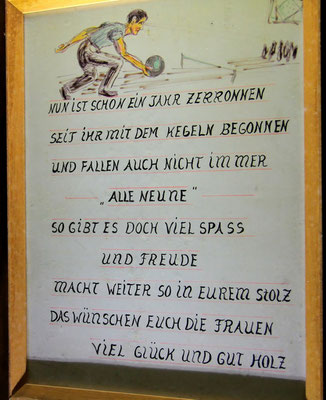 NUN IST SCHON EIN JAHR ZERRONNEN
SEIT IHR MIT DEM KEGELN BEGONNEN
UND FALLEN AUCH NICHT IMMER
„ALLE NEUNE"
SO GIBT ES DOCH VIEL SPASS
UND FREUDE
MACHT WEITER SO IN EUREM STOLZ
DAS WÜNSCHEN EUCH DIE FRAUEN
VIEL GLÜCK UND GUT HOLZ